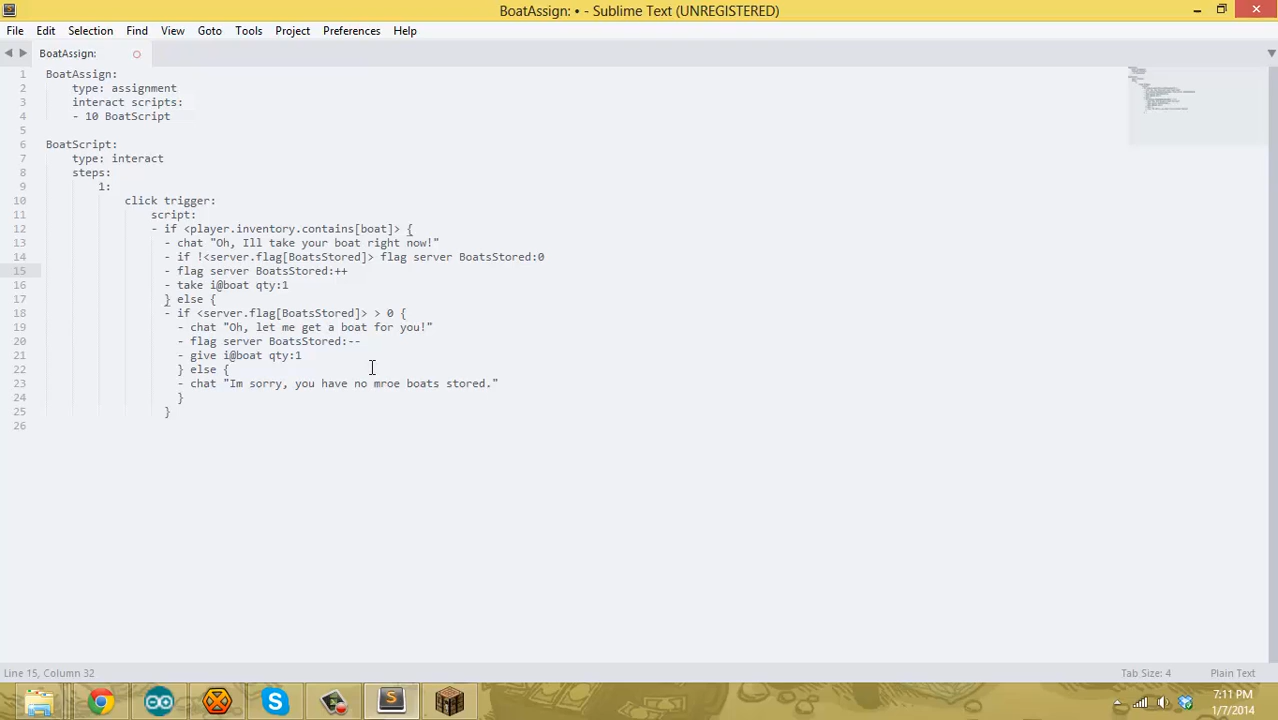 BoatAssign: • - Sublime Text (UNREGISTERED)
File Edit Selection Find View Goto Tools Project Preferences Help
BoatAssign:
1 BoatAssign:
2 type: assignment
3 interact scripts:
4 - 10 BoatScript
5
6 BoatScript:
7 type: interact
8 steps:
9 1:
10 click trigger:
11 script:
12 - if <player.inventory.contains[boat]> {
13 - chat "Oh, Ill take your boat right now!"
14 - if !<server.flag[BoatsStored]> flag server BoatsStored:0
15 - flag server BoatsStored:++
16 - take i@boat qty:1
17 } else {
18 - if <server.flag[BoatsStored]> > 0 {
19 - chat "Oh, let me get a boat for you!"
20 - flag server BoatsStored:--
21 - give i@boat qty:1
22 } else {
23 - chat "Im sorry, you have no mroe boats stored."
24 }
25 }
26
Line 15, Column 32 Tab Size: 4 Plain Text
7:11 PM
1/7/2014